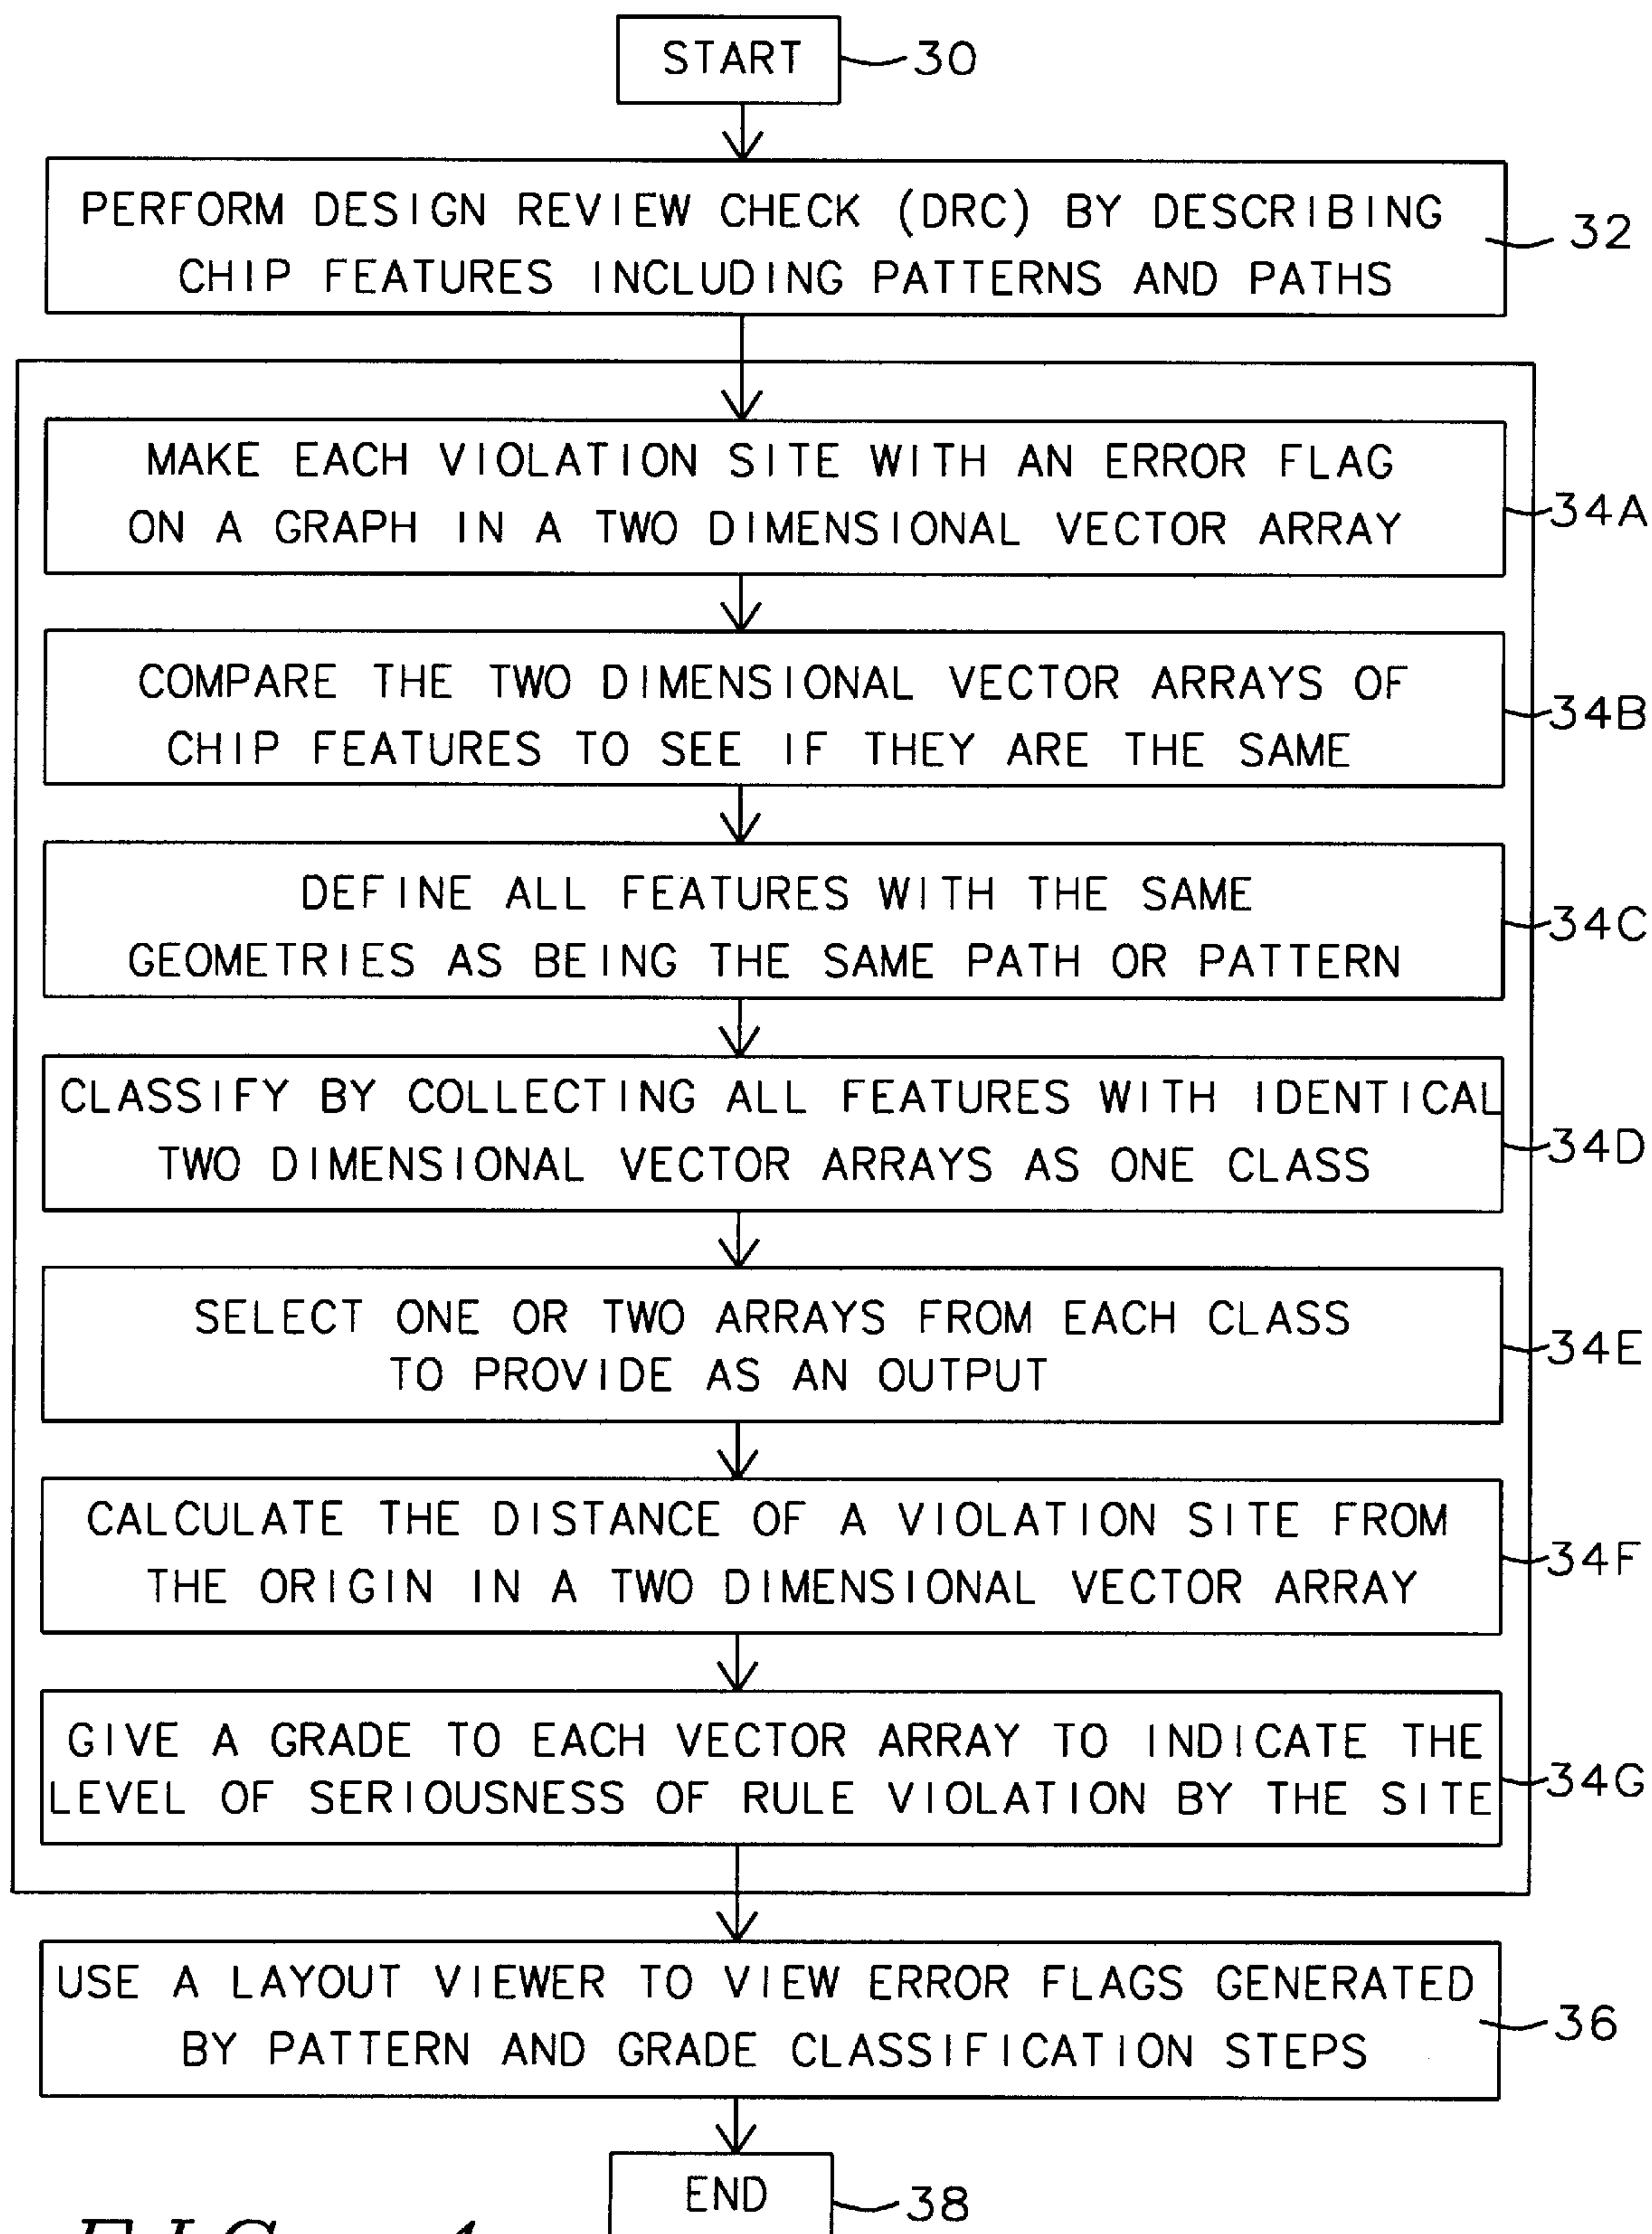 START 30
PERFORM DESIGN REVIEW CHECK (DRC) BY DESCRIBING
CHIP FEATURES INCLUDING PATTERNS AND PATHS
32
MAKE EACH VIOLATION SITE WITH AN ERROR FLAG
ON A GRAPH IN A TWO DIMENSIONAL VECTOR ARRAY
34A
COMPARE THE TWO DIMENSIONAL VECTOR ARRAYS OF
CHIP FEATURES TO SEE IF THEY ARE THE SAME
34B
DEFINE ALL FEATURES WITH THE SAME
GEOMETRIES AS BEING THE SAME PATH OR PATTERN
34C
CLASSIFY BY COLLECTING ALL FEATURES WITH IDENTICAL
TWO DIMENSIONAL VECTOR ARRAYS AS ONE CLASS
34D
SELECT ONE OR TWO ARRAYS FROM EACH CLASS
TO PROVIDE AS AN OUTPUT
34E
CALCULATE THE DISTANCE OF A VIOLATION SITE FROM
THE ORIGIN IN A TWO DIMENSIONAL VECTOR ARRAY
34F
GIVE A GRADE TO EACH VECTOR ARRAY TO INDICATE THE
LEVEL OF SERIOUSNESS OF RULE VIOLATION BY THE SITE
34G
USE A LAYOUT VIEWER TO VIEW ERROR FLAGS GENERATED
BY PATTERN AND GRADE CLASSIFICATION STEPS
36
END 38